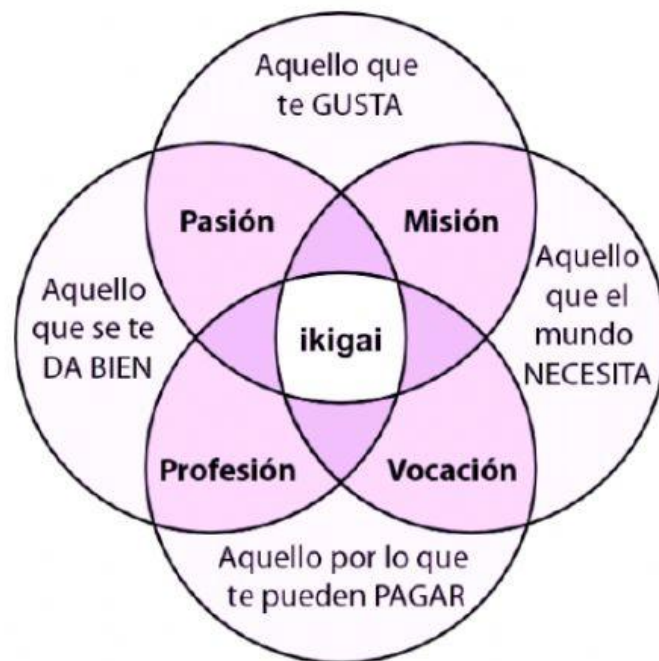 Aquello que
te GUSTA
Pasión
Misión
Aquello
que se te
DA BIEN
ikigai
Aquello
que el
mundo
NECESITA
Profesión
Vocación
Aquello por lo que
te pueden PAGAR